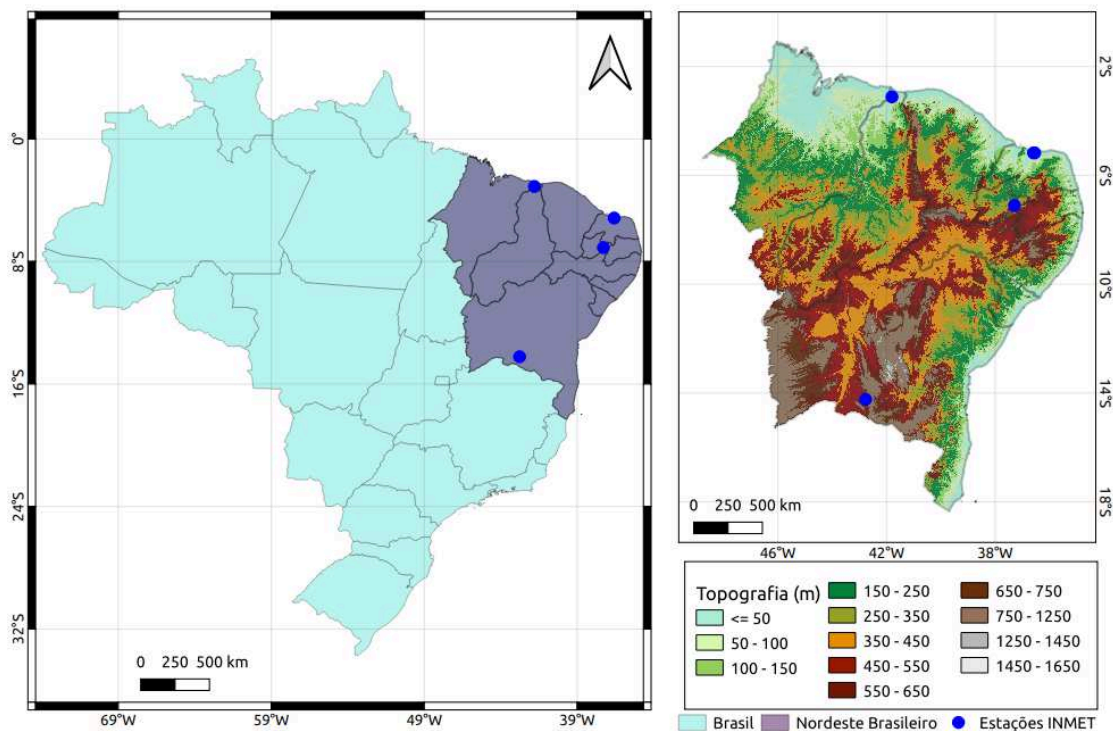 0°
8°S
16°S
24°S
32°S
0 250 500 km
69°W
59°W
49°W
39°W
2°S
6°S
10°S
14°S
18°S
0 250 500 km
46°W
42°W
38°W
Topografia (m)
<= 50
50 - 100
100 - 150
150 - 250
250 - 350
350 - 450
450 - 550
550 - 650
650 - 750
750 - 1250
1250 - 1450
1450 - 1650
Brasil
Nordeste Brasileiro
Estações INMET